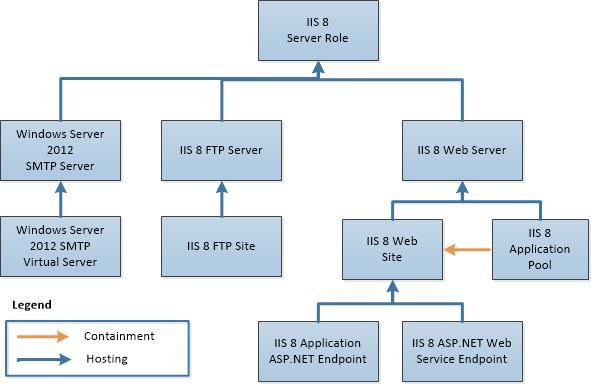 IIS 8
Server Role
Windows Server
2012
SMTP Server
IIS 8 FTP Server
IIS 8 Web Server
Windows Server
2012 SMTP
Virtual Server
IIS 8 FTP Site
IIS 8 Web
Site
IIS 8
Application
Pool
Legend
Containment
Hosting
IIS 8 Application
ASP.NET Endpoint
IIS 8 ASP.NET Web
Service Endpoint